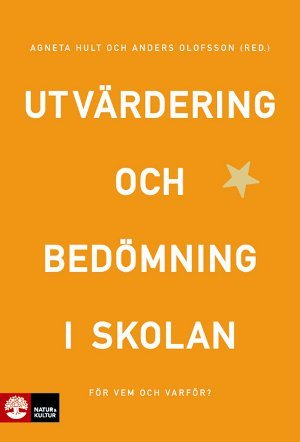 AGNETA HULT OCH ANDERS OLOFSSON (RED.)
UTVÄRDERING
OCH
BEDÖMNING
I SKOLAN
FÖR VEM OCH VARFÖR?
NATUR &
KULTUR